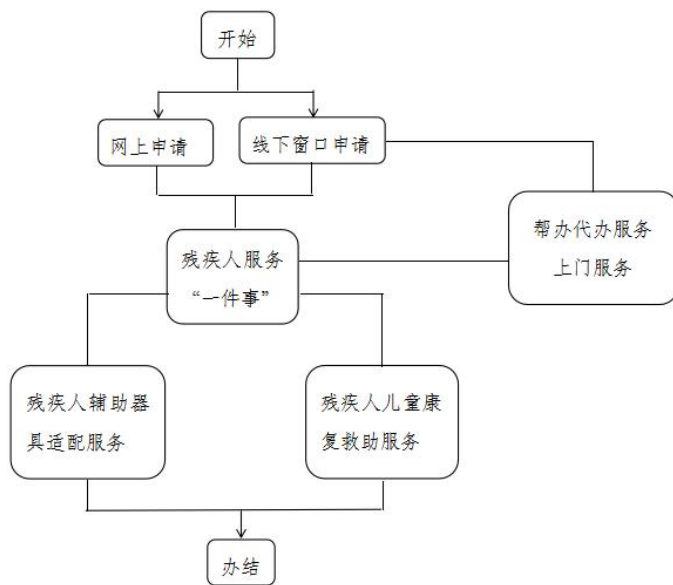 开始
网上申请
线下窗口申请
帮办代办服务
上门服务
残疾人服务
“一件事”
残疾人辅助器
具适配服务
残疾人儿童康
复救助服务
办结